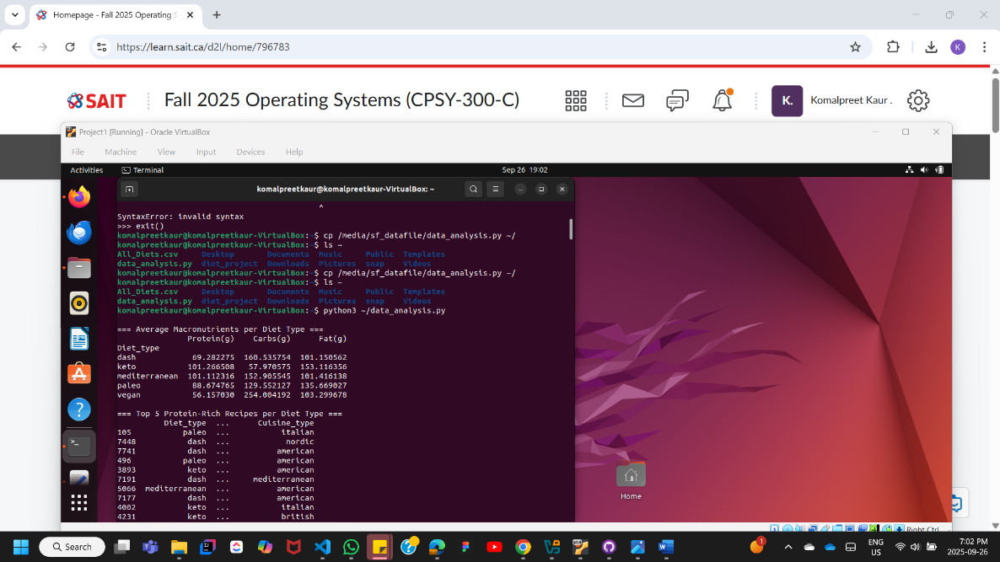 Homepage - Fall 2025 Operating S
https://learn.sait.ca/d2l/home/796783
K
SAIT
Fall 2025 Operating Systems (CPSY-300-C)
K.
Komalpreet Kaur .
Project1 [Running] - Oracle VirtualBox
File Machine View Input Devices Help
Activities Terminal Sep 26 19:02
komalpreetkaur@komalpreetkaur-VirtualBox: ~
^
SyntaxError: invalid syntax
>>> exit()
komalpreetkaur@komalpreetkaur-VirtualBox:~$ cp /media/sf_datafile/data_analysis.py ~/
komalpreetkaur@komalpreetkaur-VirtualBox:~$ ls ~
All_Diets.csv Desktop Documents Music Public Templates
data_analysis.py diet_project Downloads Pictures snap Videos
komalpreetkaur@komalpreetkaur-VirtualBox:~$ cp /media/sf_datafile/data_analysis.py ~/
komalpreetkaur@komalpreetkaur-VirtualBox:~$ ls ~
All_Diets.csv Desktop Documents Music Public Templates
data_analysis.py diet_project Downloads Pictures snap Videos
komalpreetkaur@komalpreetkaur-VirtualBox:~$ python3 ~/data_analysis.py
=== Average Macronutrients per Diet Type ===
Protein(g) Carbs(g) Fat(g)
Diet_type
dash 69.282275 160.535754 101.150562
keto 101.266508 57.970575 153.116356
mediterranean 101.112316 152.905545 101.416138
paleo 88.674765 129.552127 135.669027
vegan 56.157030 254.004192 103.299678
=== Top 5 Protein-Rich Recipes per Diet Type ===
Diet_type ... Cuisine_type
105 paleo ... italian
7448 dash ... nordic
7741 dash ... american
496 paleo ... american
3893 keto ... american
7191 dash ... mediterranean
5066 mediterranean ... american
7177 dash ... american
4002 keto ... italian
4231 keto ... british
Home
Right Ctrl
Search
1
ENG
US
7:02 PM
2025-09-26